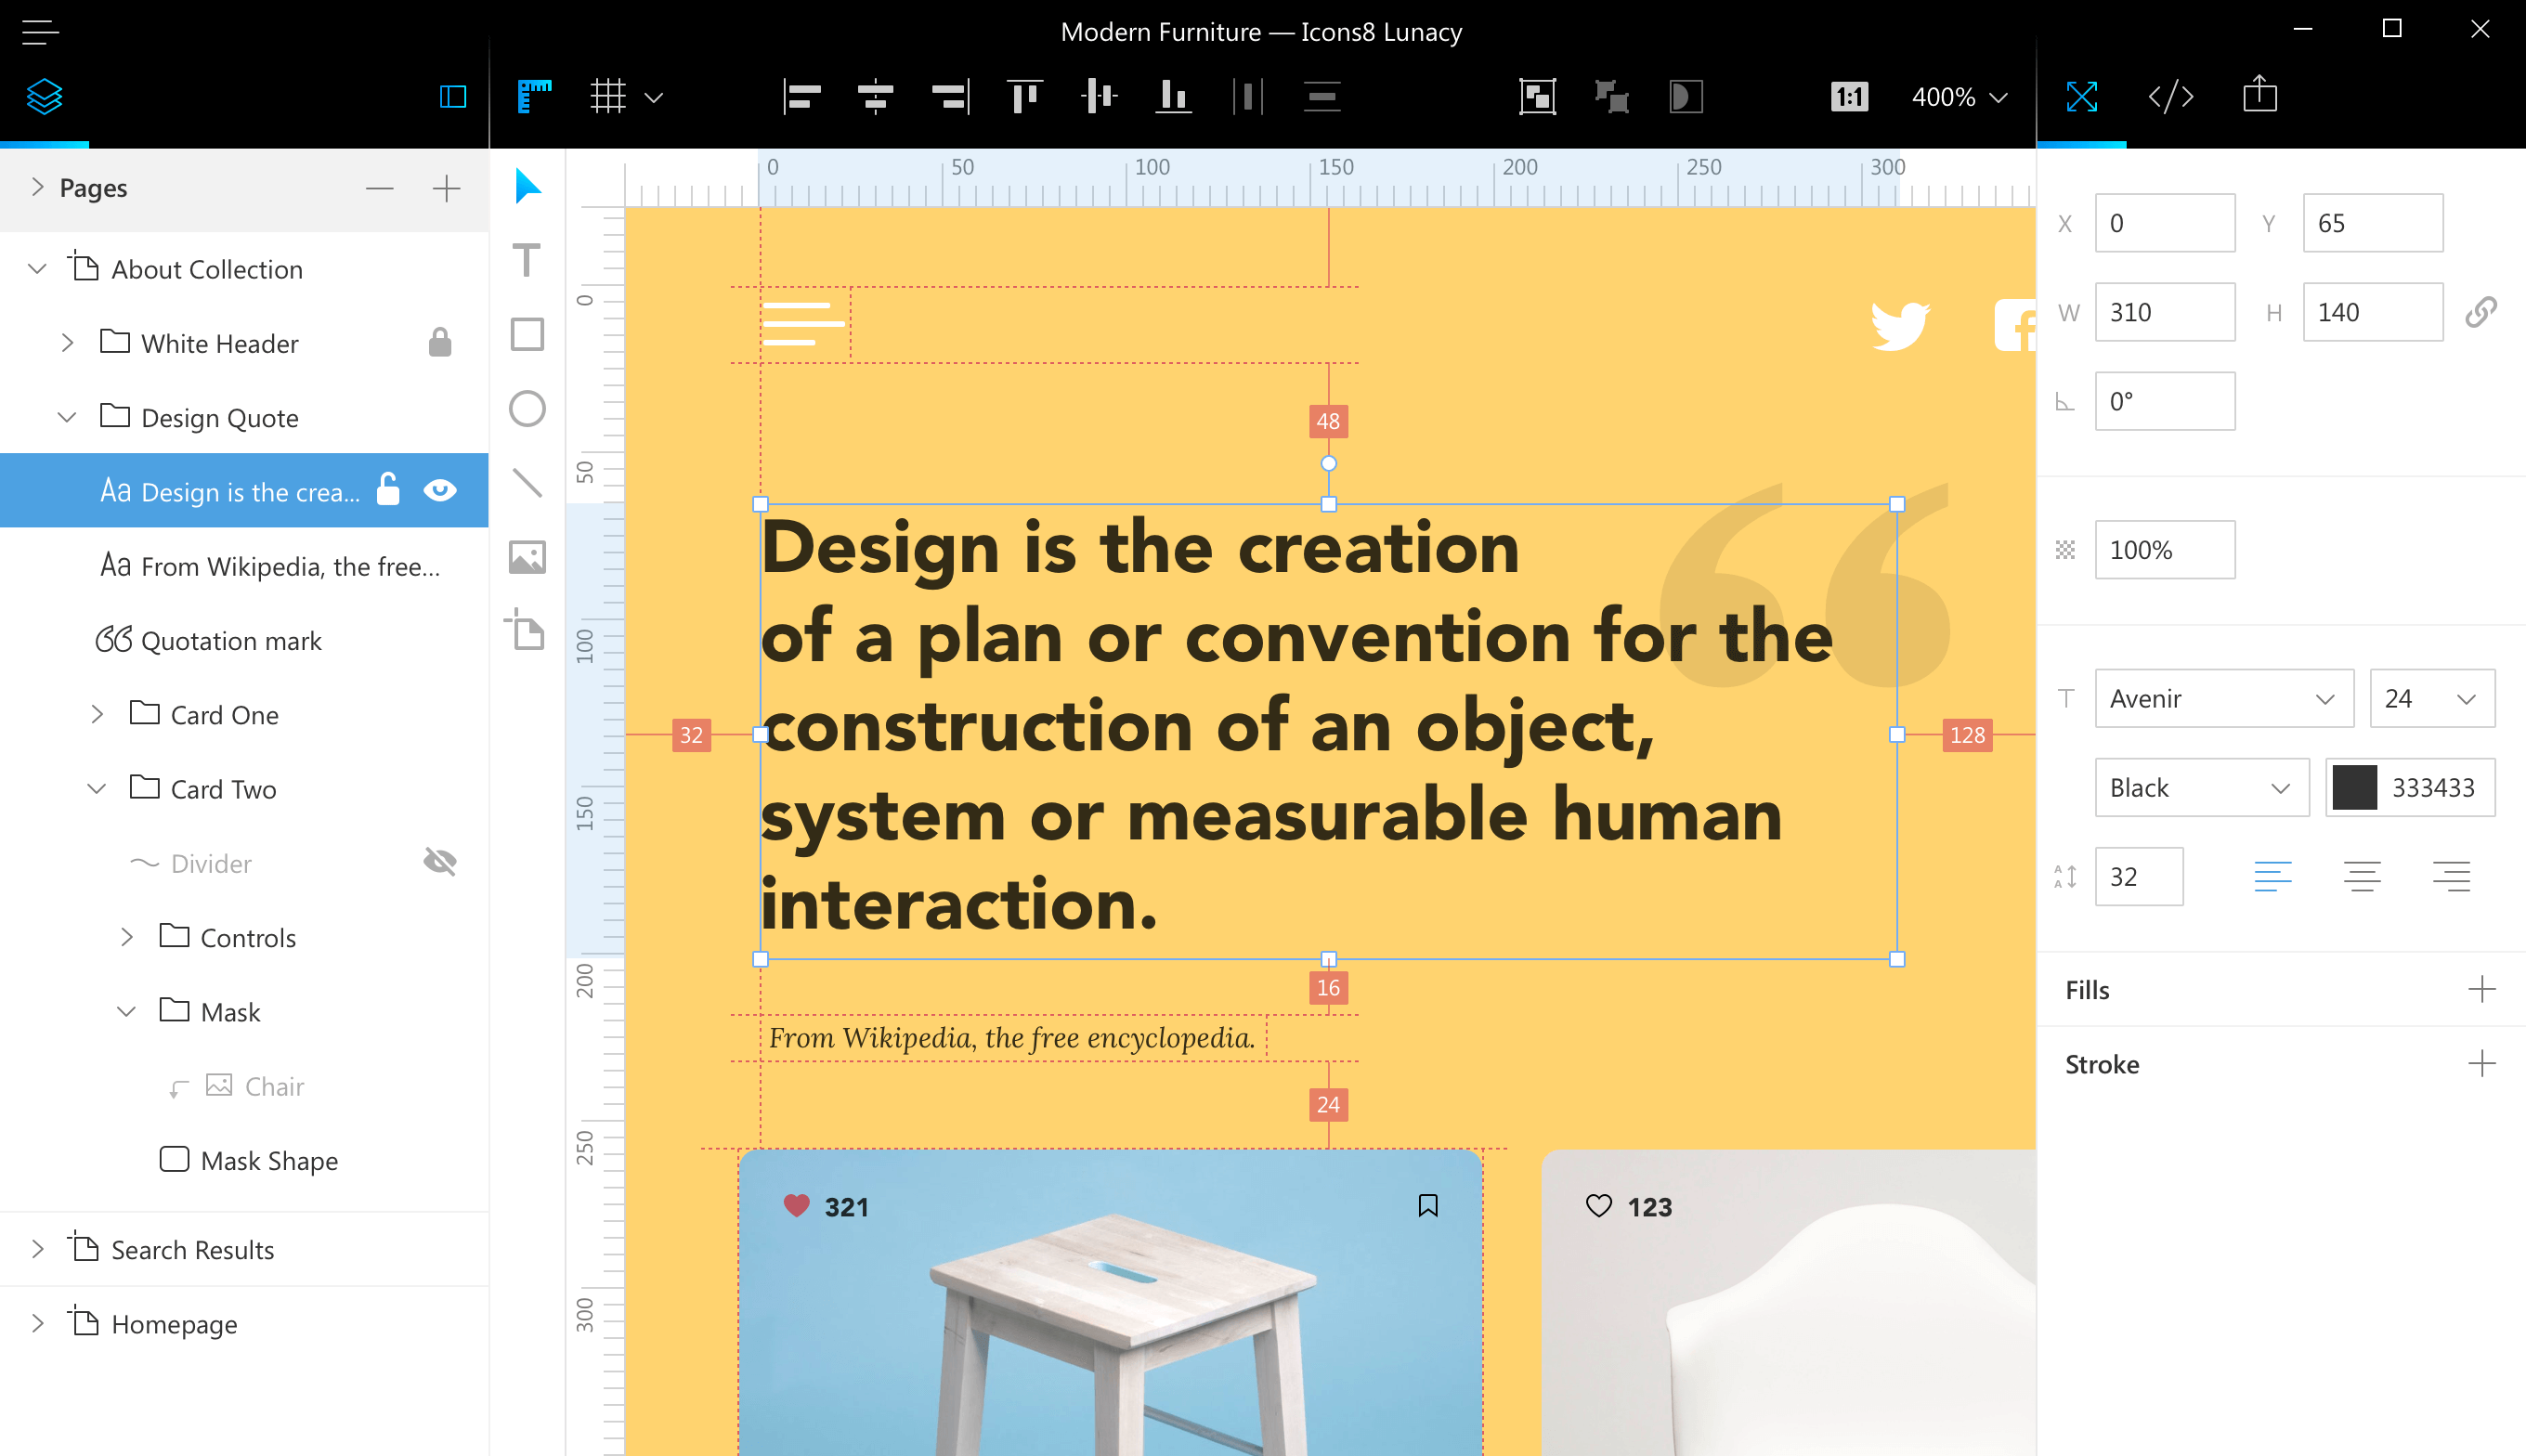 Modern Furniture — Icons8 Lunacy
1:1
400%
</>
Pages
About Collection
White Header
Design Quote
Aa Design is the crea...
Aa From Wikipedia, the free...
Quotation mark
Card One
Card Two
Divider
Controls
Mask
Chair
Mask Shape
Search Results
Homepage
T
0 50 100 150 200 250 300
0
50
100
150
200
250
300
48
“
Design is the creation
of a plan or convention for the
construction of an object,
system or measurable human
interaction.
32
128
16
From Wikipedia, the free encyclopedia.
24
321
123
X 0 Y 65
W 310 H 140
0°
100%
T Avenir 24
Black 333433
A A 32
Fills
Stroke